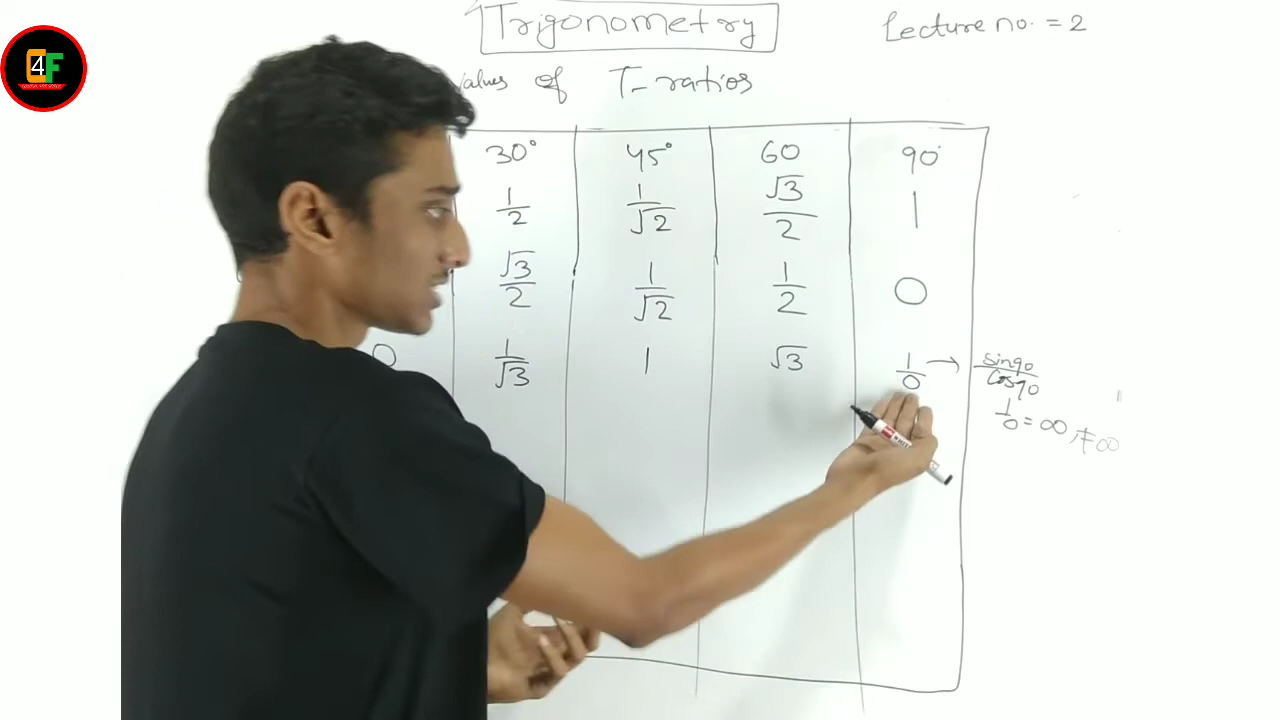 Trigonometry
Lecture no. = 2
values of T-ratios
30° 45° 60 90°
1/2 1/√2 √3/2 1
√3/2 1/√2 1/2 0
0 1/√3 1 √3 1/0 → sin90/cos90
1/0 = ∞, ≠ ∞
4F